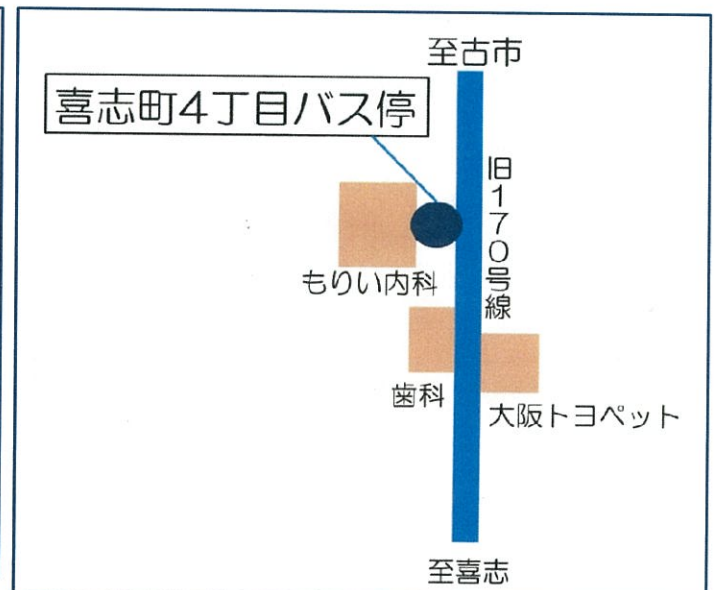 至古市
喜志町4丁目バス停
旧170号線
もりい内科
歯科
大阪トヨペット
至喜志